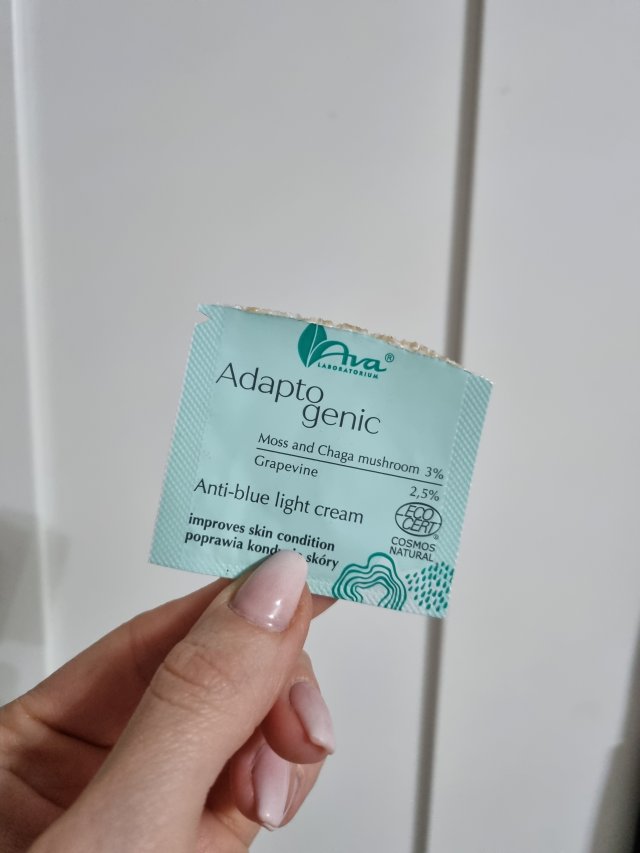 Ava®
LABORATORIUM
Adapto
genic
Moss and Chaga mushroom 3%
Grapevine 2,5%
Anti-blue light cream
ECO
CERT®
COSMOS
NATURAL
improves skin condition
poprawia skóry